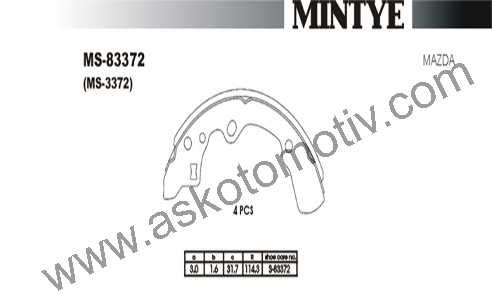 MINTYE
MS-83372
(MS-3372)
MAZDA
www.askotomotiv.com
4 PCS
a b c R shoe care no.
3.0 1.6 31.7 114.3 S-83372